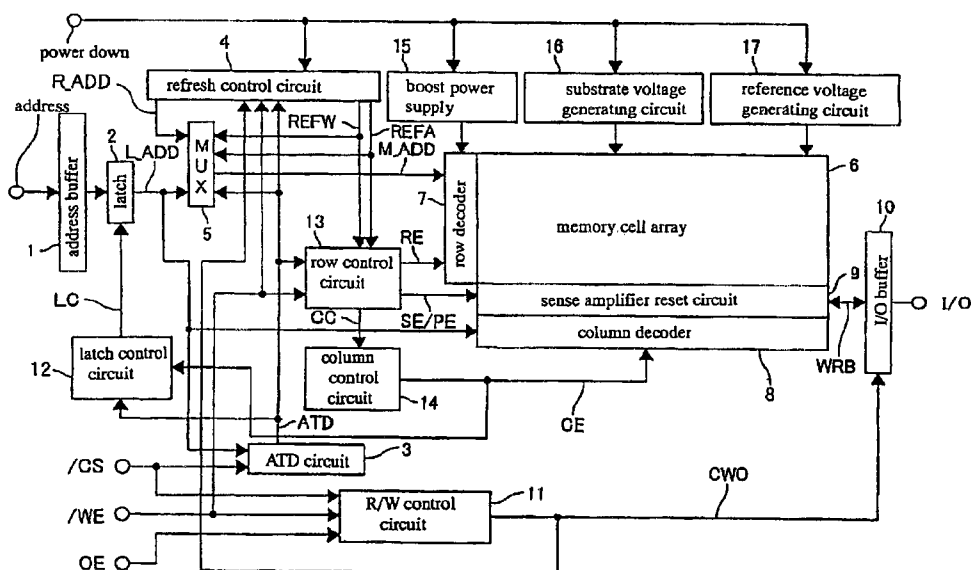 power down
4
15
16
17
R_ADD
refresh control circuit
boost power
supply
substrate voltage
generating circuit
reference voltage
generating circuit
address
REFW
REFA
M_ADD
2
L_ADD
MUX
6
address buffer
latch
7
row decoder
memory cell array
10
5
13
1
row control
circuit
RE
9
I/O buffer
I/O
LC
SE/PE
sense amplifier reset circuit
CC
column decoder
WRB
12
latch control
circuit
column
control
circuit
14
8
CE
ATD
/CS
ATD circuit
3
CWO
/WE
R/W control
circuit
11
OE